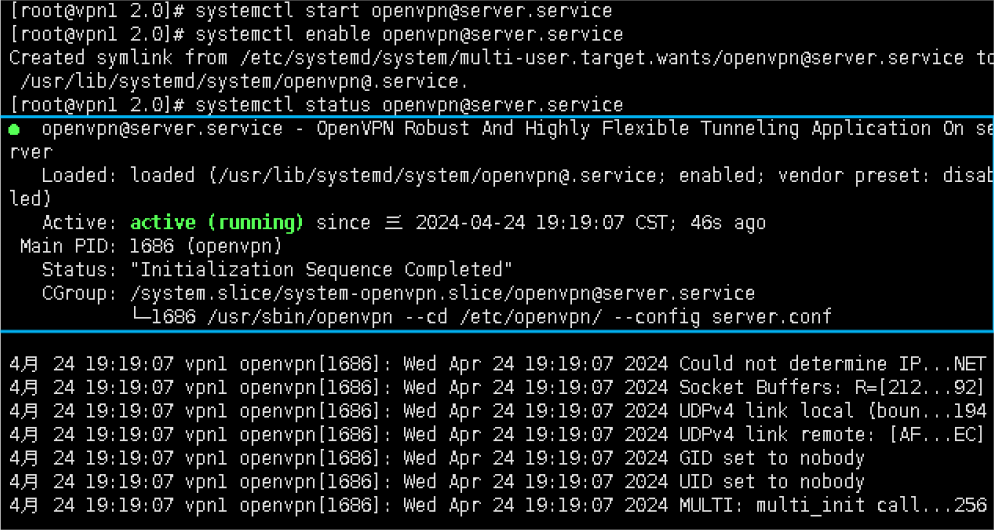 [root@vpn1 2.0]# systemctl start openvpn@server.service
[root@vpn1 2.0]# systemctl enable openvpn@server.service
Created symlink from /etc/systemd/system/multi-user.target.wants/openvpn@server.service to
 /usr/lib/systemd/system/openvpn@.service.
[root@vpn1 2.0]# systemctl status openvpn@server.service
● openvpn@server.service - OpenVPN Robust And Highly Flexible Tunneling Application On se
rver
   Loaded: loaded (/usr/lib/systemd/system/openvpn@.service; enabled; vendor preset: disab
led)
   Active: active (running) since 三 2024-04-24 19:19:07 CST; 46s ago
 Main PID: 1686 (openvpn)
   Status: "Initialization Sequence Completed"
   CGroup: /system.slice/system-openvpn.slice/openvpn@server.service
           └─1686 /usr/sbin/openvpn --cd /etc/openvpn/ --config server.conf
4月 24 19:19:07 vpn1 openvpn[1686]: Wed Apr 24 19:19:07 2024 Could not determine IP...NET
4月 24 19:19:07 vpn1 openvpn[1686]: Wed Apr 24 19:19:07 2024 Socket Buffers: R=[212...92]
4月 24 19:19:07 vpn1 openvpn[1686]: Wed Apr 24 19:19:07 2024 UDPv4 link local (boun...194
4月 24 19:19:07 vpn1 openvpn[1686]: Wed Apr 24 19:19:07 2024 UDPv4 link remote: [AF...EC]
4月 24 19:19:07 vpn1 openvpn[1686]: Wed Apr 24 19:19:07 2024 GID set to nobody
4月 24 19:19:07 vpn1 openvpn[1686]: Wed Apr 24 19:19:07 2024 UID set to nobody
4月 24 19:19:07 vpn1 openvpn[1686]: Wed Apr 24 19:19:07 2024 MULTI: multi_init call...256